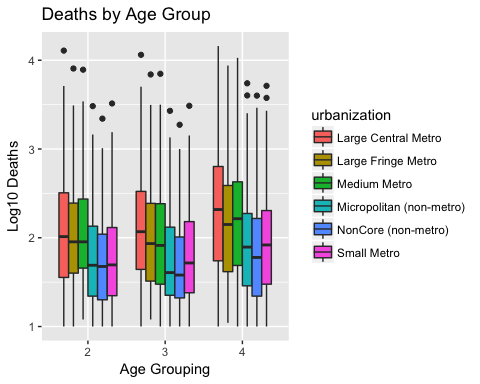 Deaths by Age Group
Log10 Deaths
4
3
2
1
2
3
4
Age Grouping
urbanization
Large Central Metro
Large Fringe Metro
Medium Metro
Micropolitan (non-metro)
NonCore (non-metro)
Small Metro